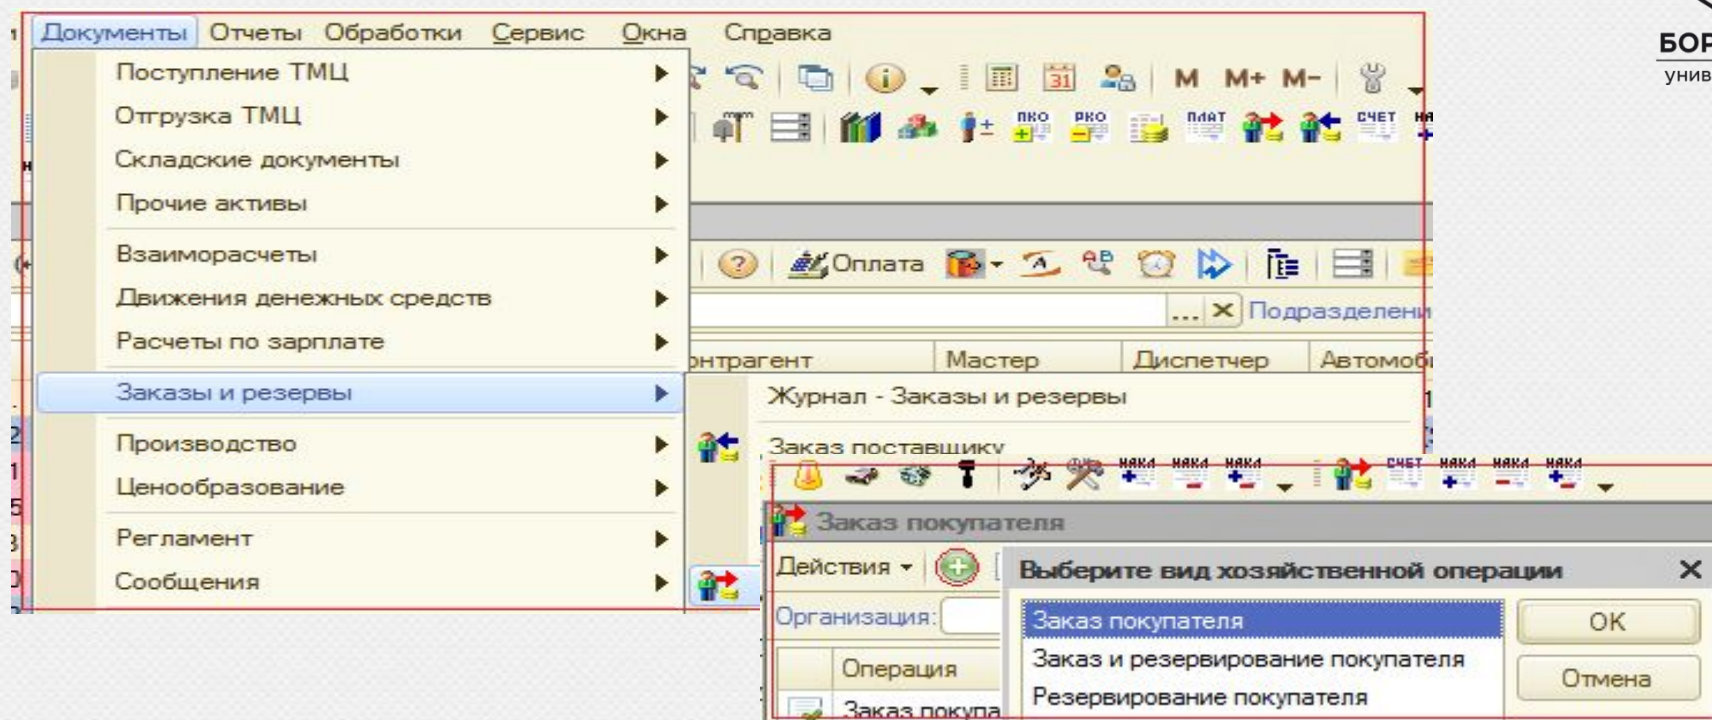 Документы Отчеты Обработки Сервис Окна Справка
БОР
унив
Поступление ТМЦ
М М+ М-
Отгрузка ТМЦ
ПКО РКО ПЛАТ СЧЕТ
Складские документы
Прочие активы
Взаиморасчеты
Оплата
Движения денежных средств
... Подразделени
Расчеты по зарплате
онтрагент Мастер Диспетчер Автомоби
Заказы и резервы
Журнал - Заказы и резервы
Производство
Заказ поставщику
Ценообразование
НАКЛ НАКЛ НАКЛ СЧЕТ НАКЛ НАКЛ НАКЛ
Заказ покупателя
Регламент
Сообщения
Действия
Выберите вид хозяйственной операции
Организация:
Заказ покупателя
ОК
Операция
Заказ и резервирование покупателя
Отмена
Резервирование покупателя
Заказ покупа